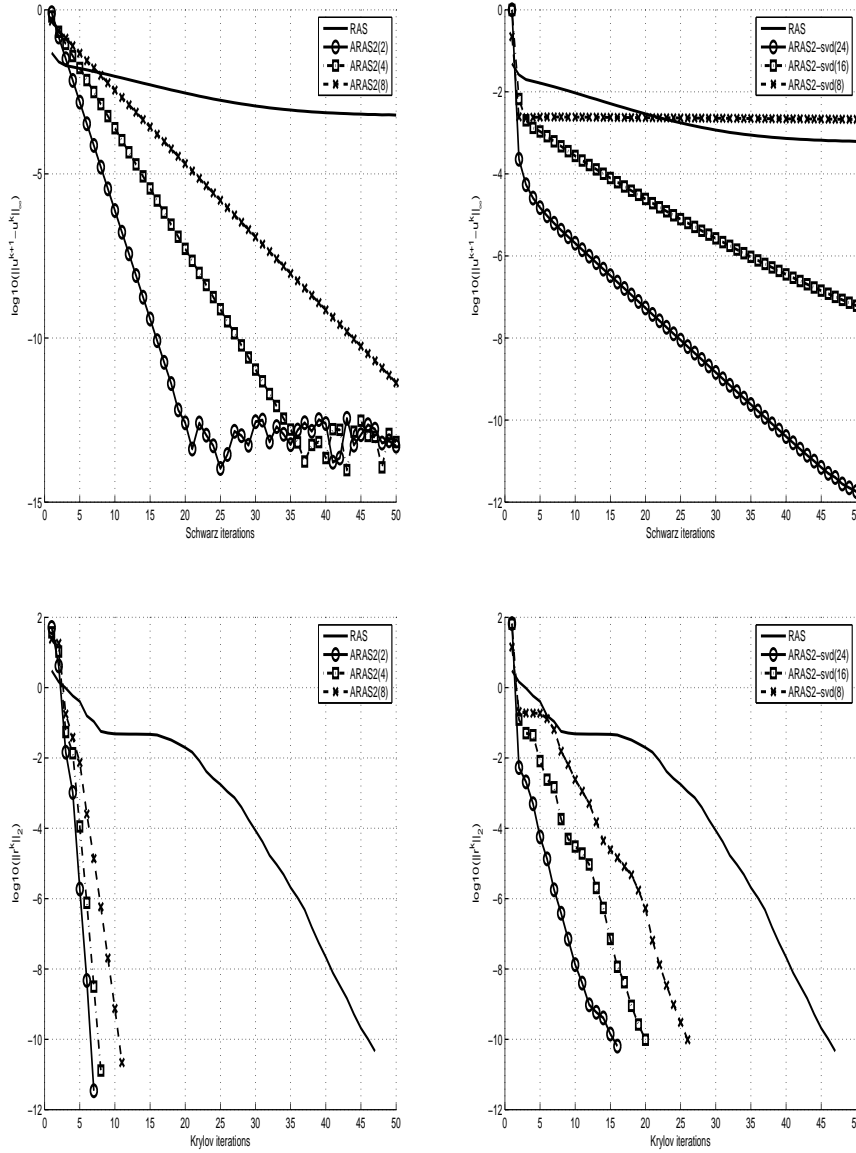 0
−5
−10
−15
log10(||u^{k+1}−u^k||_∞)
0 5 10 15 20 25 30 35 40 45 50
Schwarz iterations
RAS
ARAS2(2)
ARAS2(4)
ARAS2(8)
0
−2
−4
−6
−8
−10
−12
log10(||u^{k+1}−u^k||_∞)
0 5 10 15 20 25 30 35 40 45 50
Schwarz iterations
RAS
ARAS2−svd(24)
ARAS2−svd(16)
ARAS2−svd(8)
2
0
−2
−4
−6
−8
−10
−12
log10(||r^k||_2)
0 5 10 15 20 25 30 35 40 45 50
Krylov iterations
RAS
ARAS2(2)
ARAS2(4)
ARAS2(8)
2
0
−2
−4
−6
−8
−10
−12
log10(||r^k||_2)
0 5 10 15 20 25 30 35 40 45 50
Krylov iterations
RAS
ARAS2−svd(24)
ARAS2−svd(16)
ARAS2−svd(8)